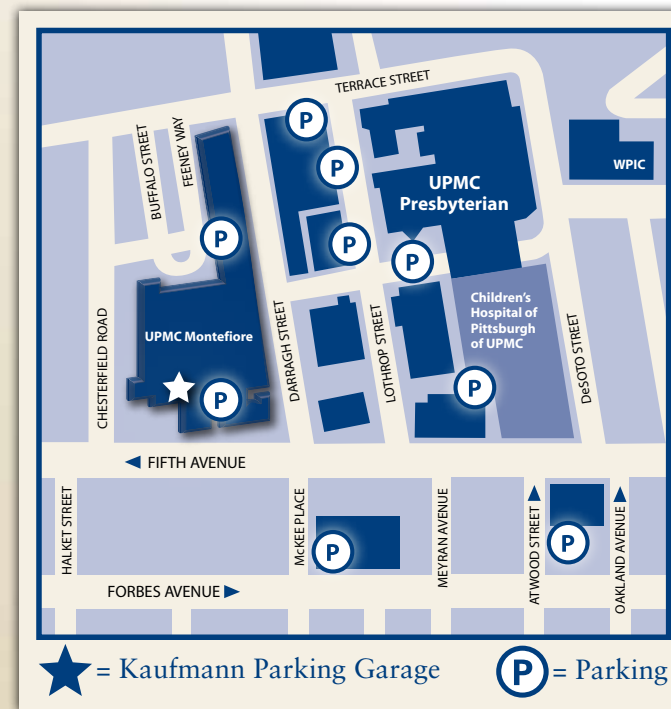 TERRACE STREET
BUFFALO STREET
FEENEY WAY
P
P
WPIC
UPMC
Presbyterian
P
P
P
Children's
Hospital of
Pittsburgh
of UPMC
UPMC Montefiore
CHESTERFIELD ROAD
DARRAGH STREET
LOTHROP STREET
DeSOTO STREET
P
P
FIFTH AVENUE
HALKET STREET
McKEE PLACE
MEYRAN AVENUE
ATWOOD STREET
OAKLAND AVENUE
P
P
FORBES AVENUE
= Kaufmann Parking Garage
P = Parking